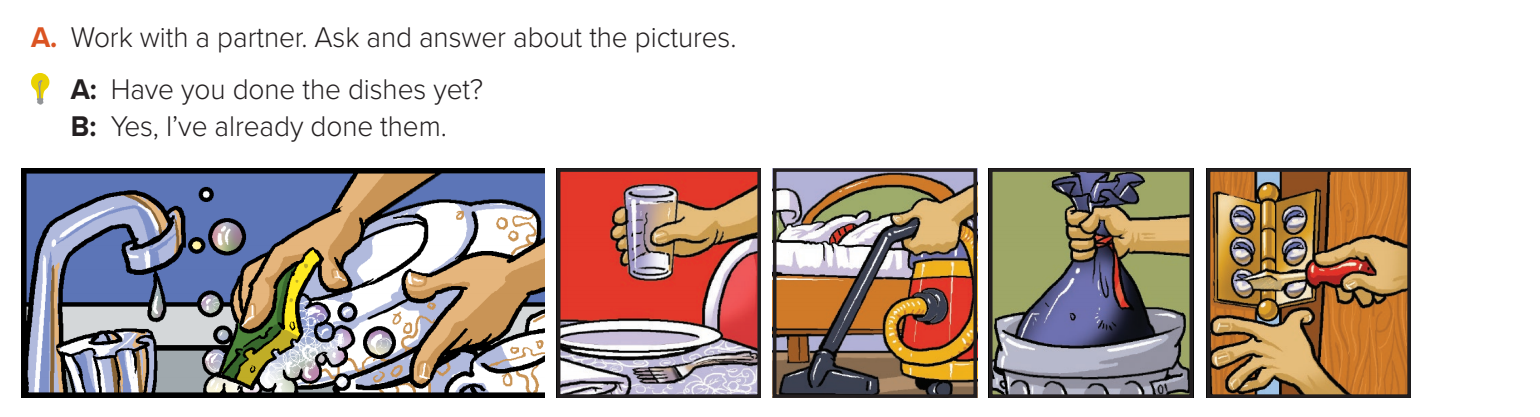 A. Work with a partner. Ask and answer about the pictures.
A: Have you done the dishes yet?
B: Yes, I've already done them.